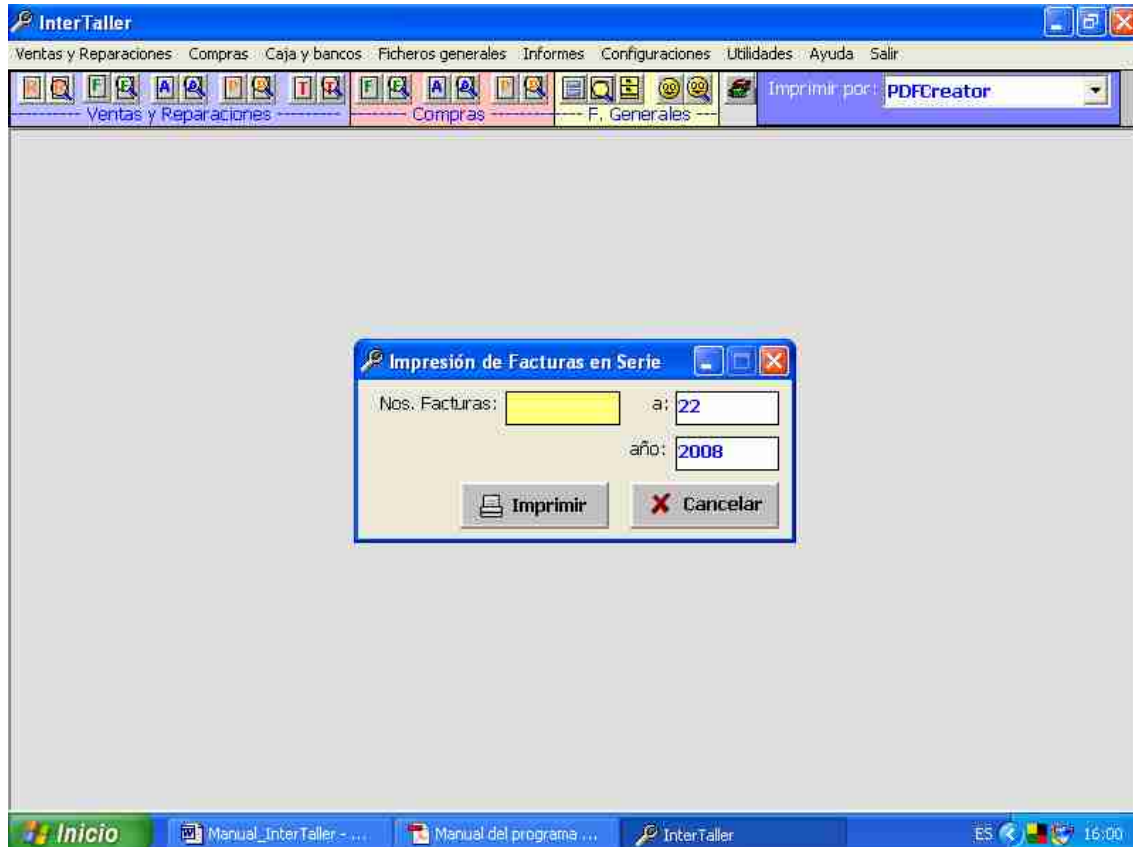 InterTaller
Ventas y Reparaciones Compras Caja y bancos Ficheros generales Informes Configuraciones Utilidades Ayuda Salir
R F F A A P T T F F A A P Imprimir por: PDFCreator
Ventas y Reparaciones Compras F. Generales
Impresión de Facturas en Serie
Nos. Facturas: a: 22
año: 2008
Imprimir Cancelar
Inicio Manual_InterTaller - .... Manual del programa ... InterTaller ES 16:00